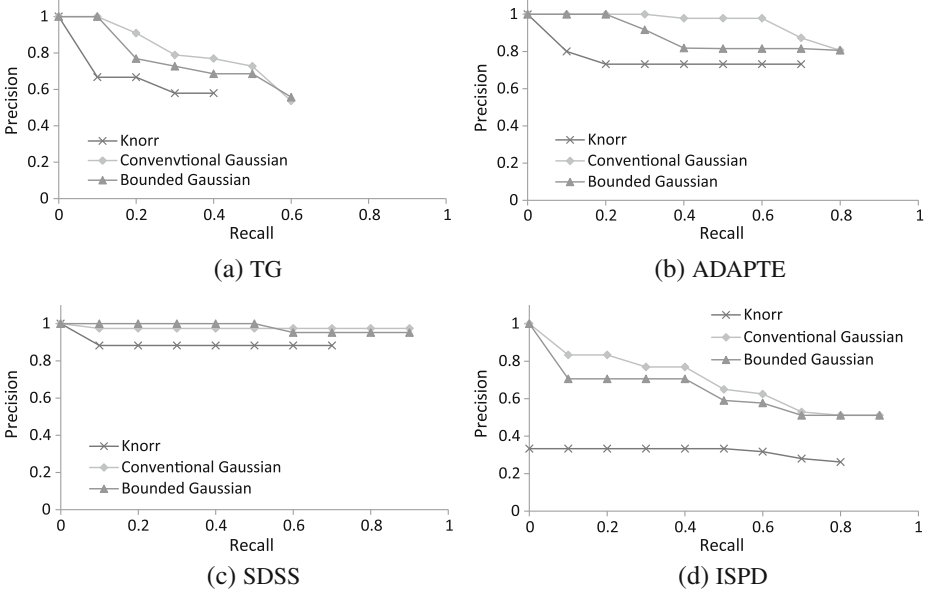 1
0.8
0.6
0.4
0.2
0
Precision
Knorr
Convenvtional Gaussian
Bounded Gaussian
0 0.2 0.4 0.6 0.8 1
Recall
(a) TG
1
0.8
0.6
0.4
0.2
0
Precision
Knorr
Conventional Gaussian
Bounded Gaussian
0 0.2 0.4 0.6 0.8 1
Recall
(b) ADAPTE
1
0.8
0.6
0.4
0.2
0
Precision
Knorr
Conventional Gaussian
Bounded Gaussian
0 0.2 0.4 0.6 0.8 1
Recall
(c) SDSS
1
0.8
0.6
0.4
0.2
0
Precision
Knorr
Conventional Gaussian
Bounded Gaussian
0 0.2 0.4 0.6 0.8 1
Recall
(d) ISPD